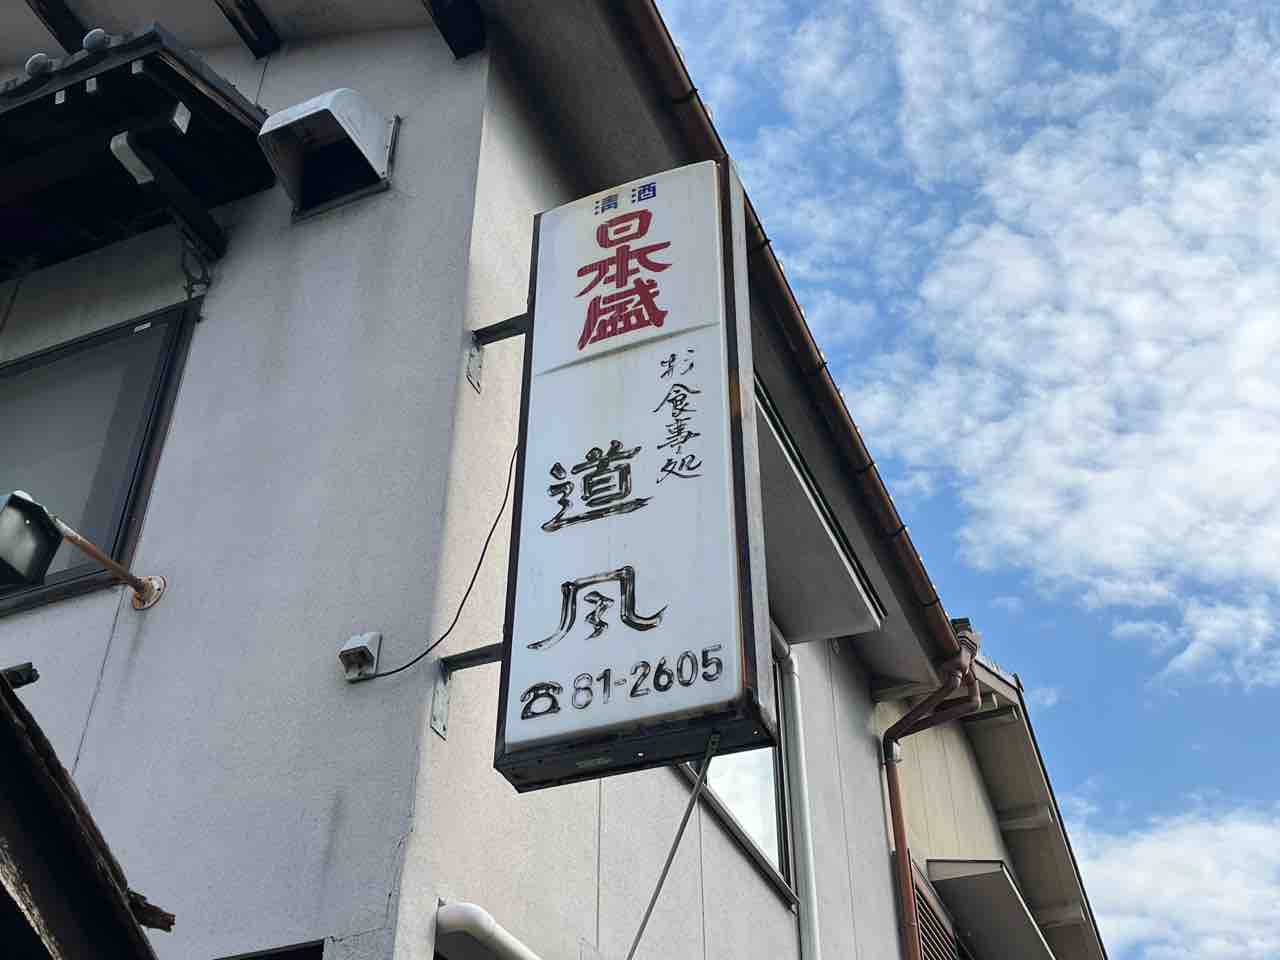 清酒
日本盛
お食事処
道風
☎81-2605